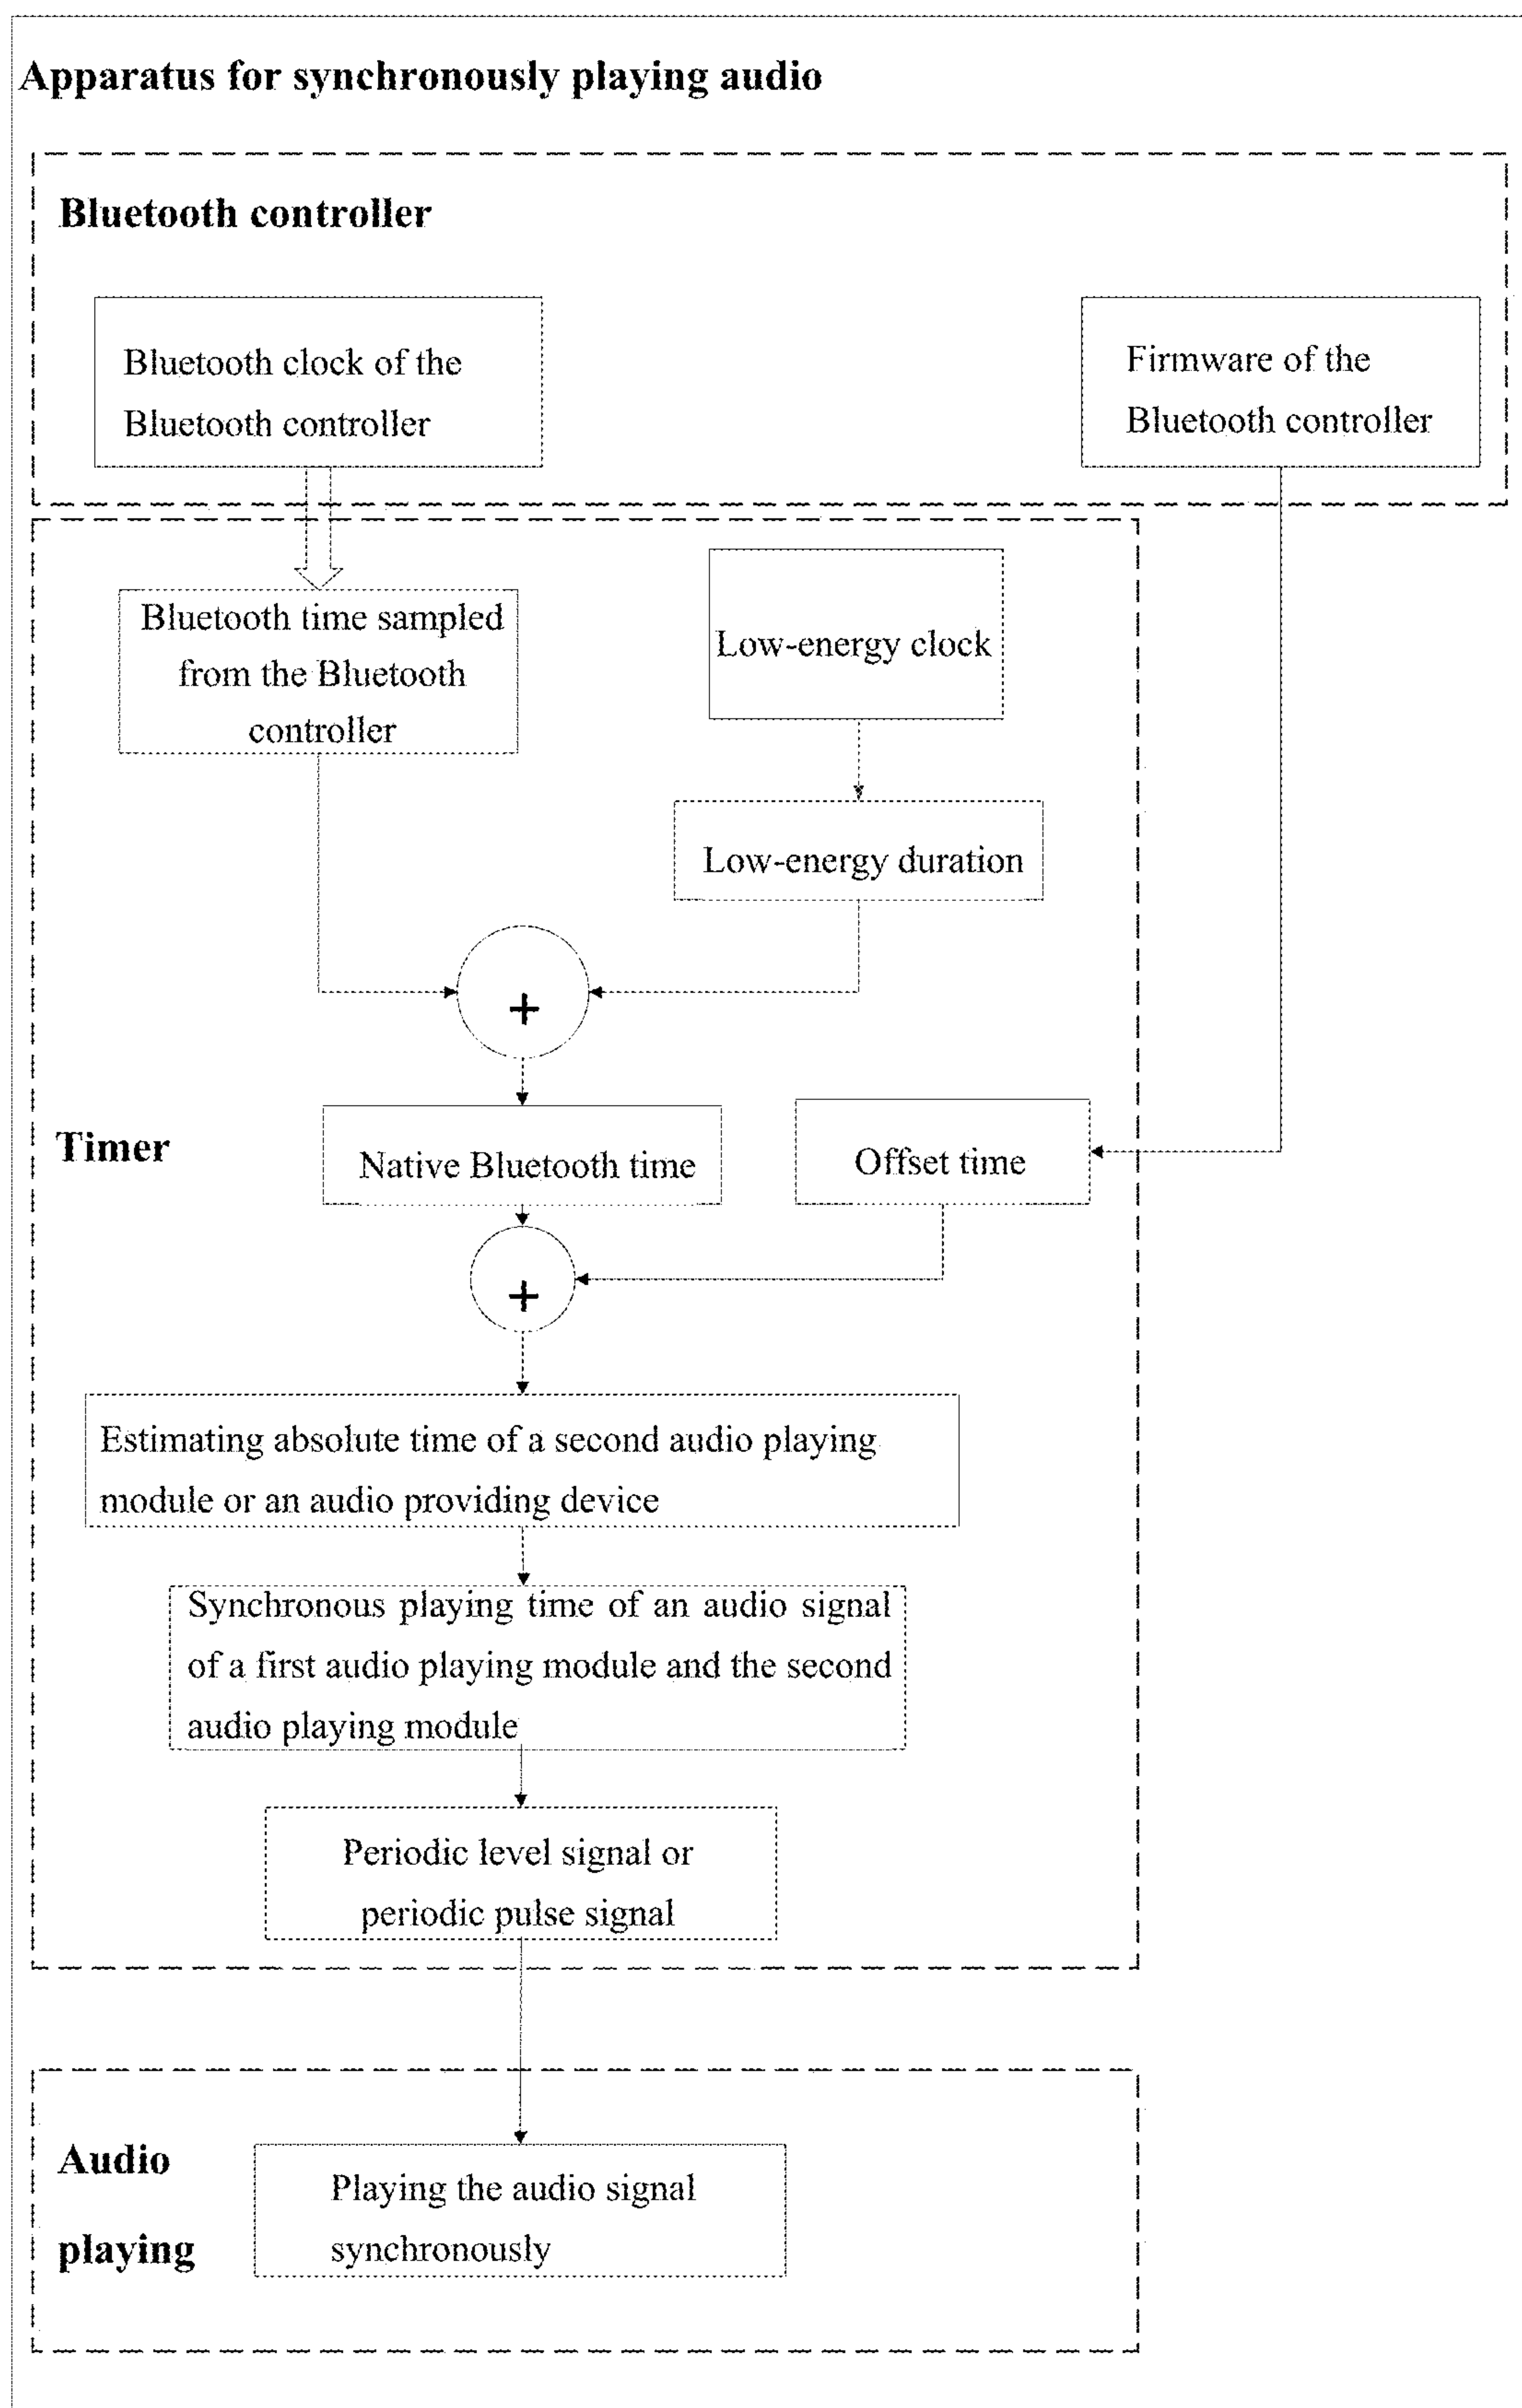 Apparatus for synchronously playing audio
Bluetooth controller
Bluetooth clock of the
Bluetooth controller
Firmware of the
Bluetooth controller
Bluetooth time sampled
from the Bluetooth
controller
Low-energy clock
Low-energy duration
+
Timer
Native Bluetooth time
Offset time
+
Estimating absolute time of a second audio playing
module or an audio providing device
Synchronous playing time of an audio signal
of a first audio playing module and the second
audio playing module
Periodic level signal or
periodic pulse signal
Audio
playing
Playing the audio signal
synchronously